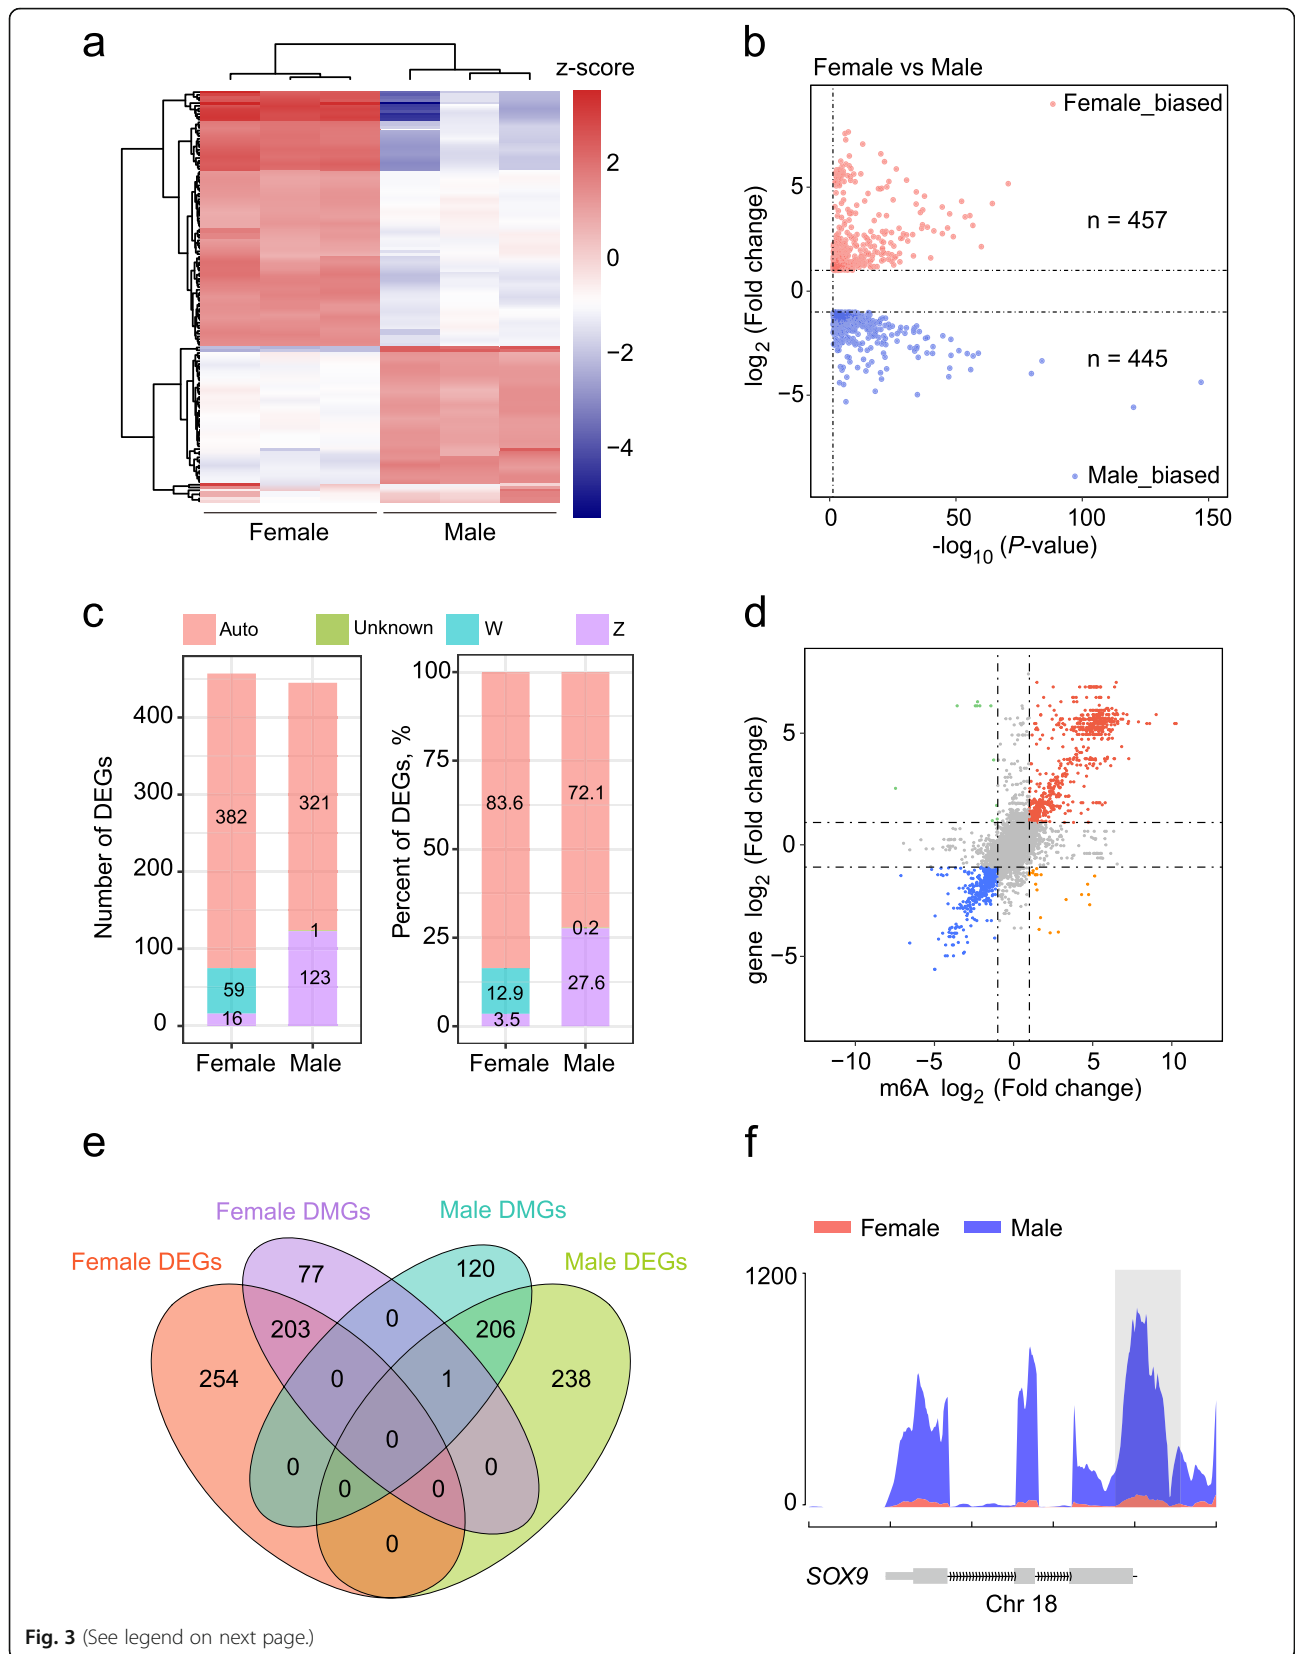 a
z-score
2
0
−2
−4
Female
Male
b
Female vs Male
Female_biased
n = 457
n = 445
Male_biased
log2 (Fold change)
5
0
−5
0
50
100
150
-log10 (P-value)
c
Auto
Unknown
W
Z
Number of DEGs
400
300
200
100
0
382
59
16
321
1
123
Female
Male
Percent of DEGs, %
100
75
50
25
0
83.6
12.9
3.5
72.1
0.2
27.6
Female
Male
d
gene log2 (Fold change)
5
0
−5
−10
−5
0
5
10
m6A log2 (Fold change)
e
Female DMGs
Male DMGs
Female DEGs
Male DEGs
77
120
0
203
206
254
0
1
238
0
0
0
0
0
0
f
Female
Male
1200
0
SOX9
Chr 18
Fig. 3 (See legend on next page.)